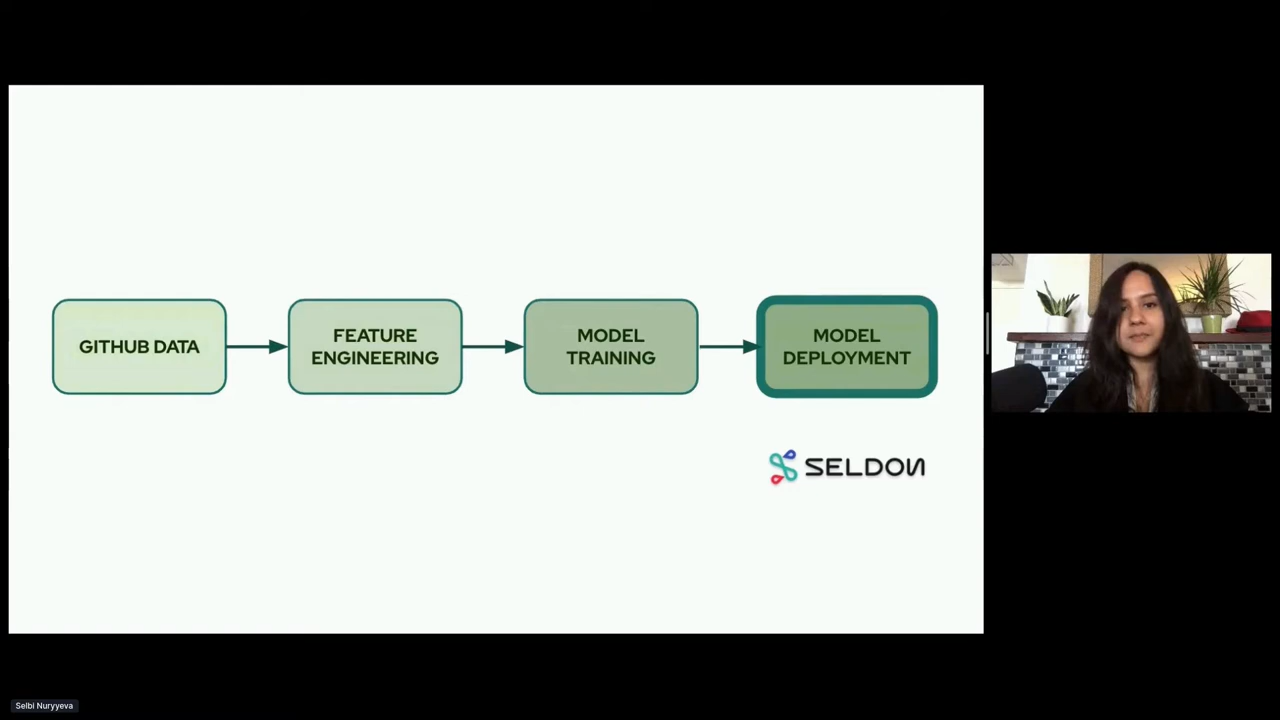 GITHUB DATA
FEATURE
ENGINEERING
MODEL
TRAINING
MODEL
DEPLOYMENT
SELDON
Selbi Nuryyeva